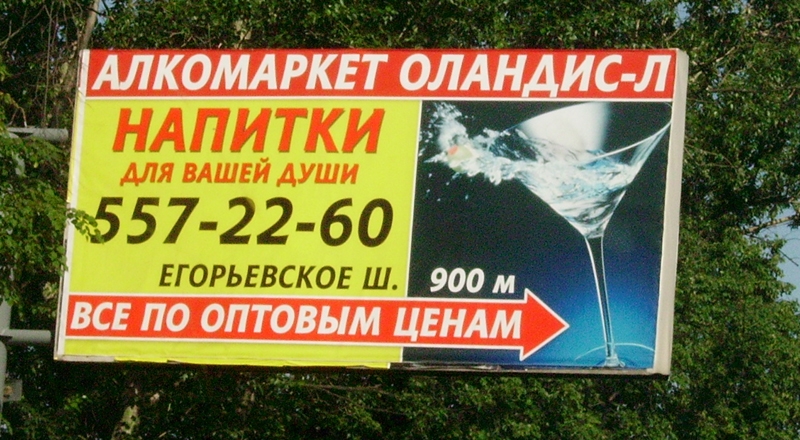 АЛКОМАРКЕТ ОЛАНДИС-Л
НАПИТКИ
ДЛЯ ВАШЕЙ ДУШИ
557-22-60
ЕГОРЬЕВСКОЕ Ш. 900 м
ВСЕ ПО ОПТОВЫМ ЦЕНАМ